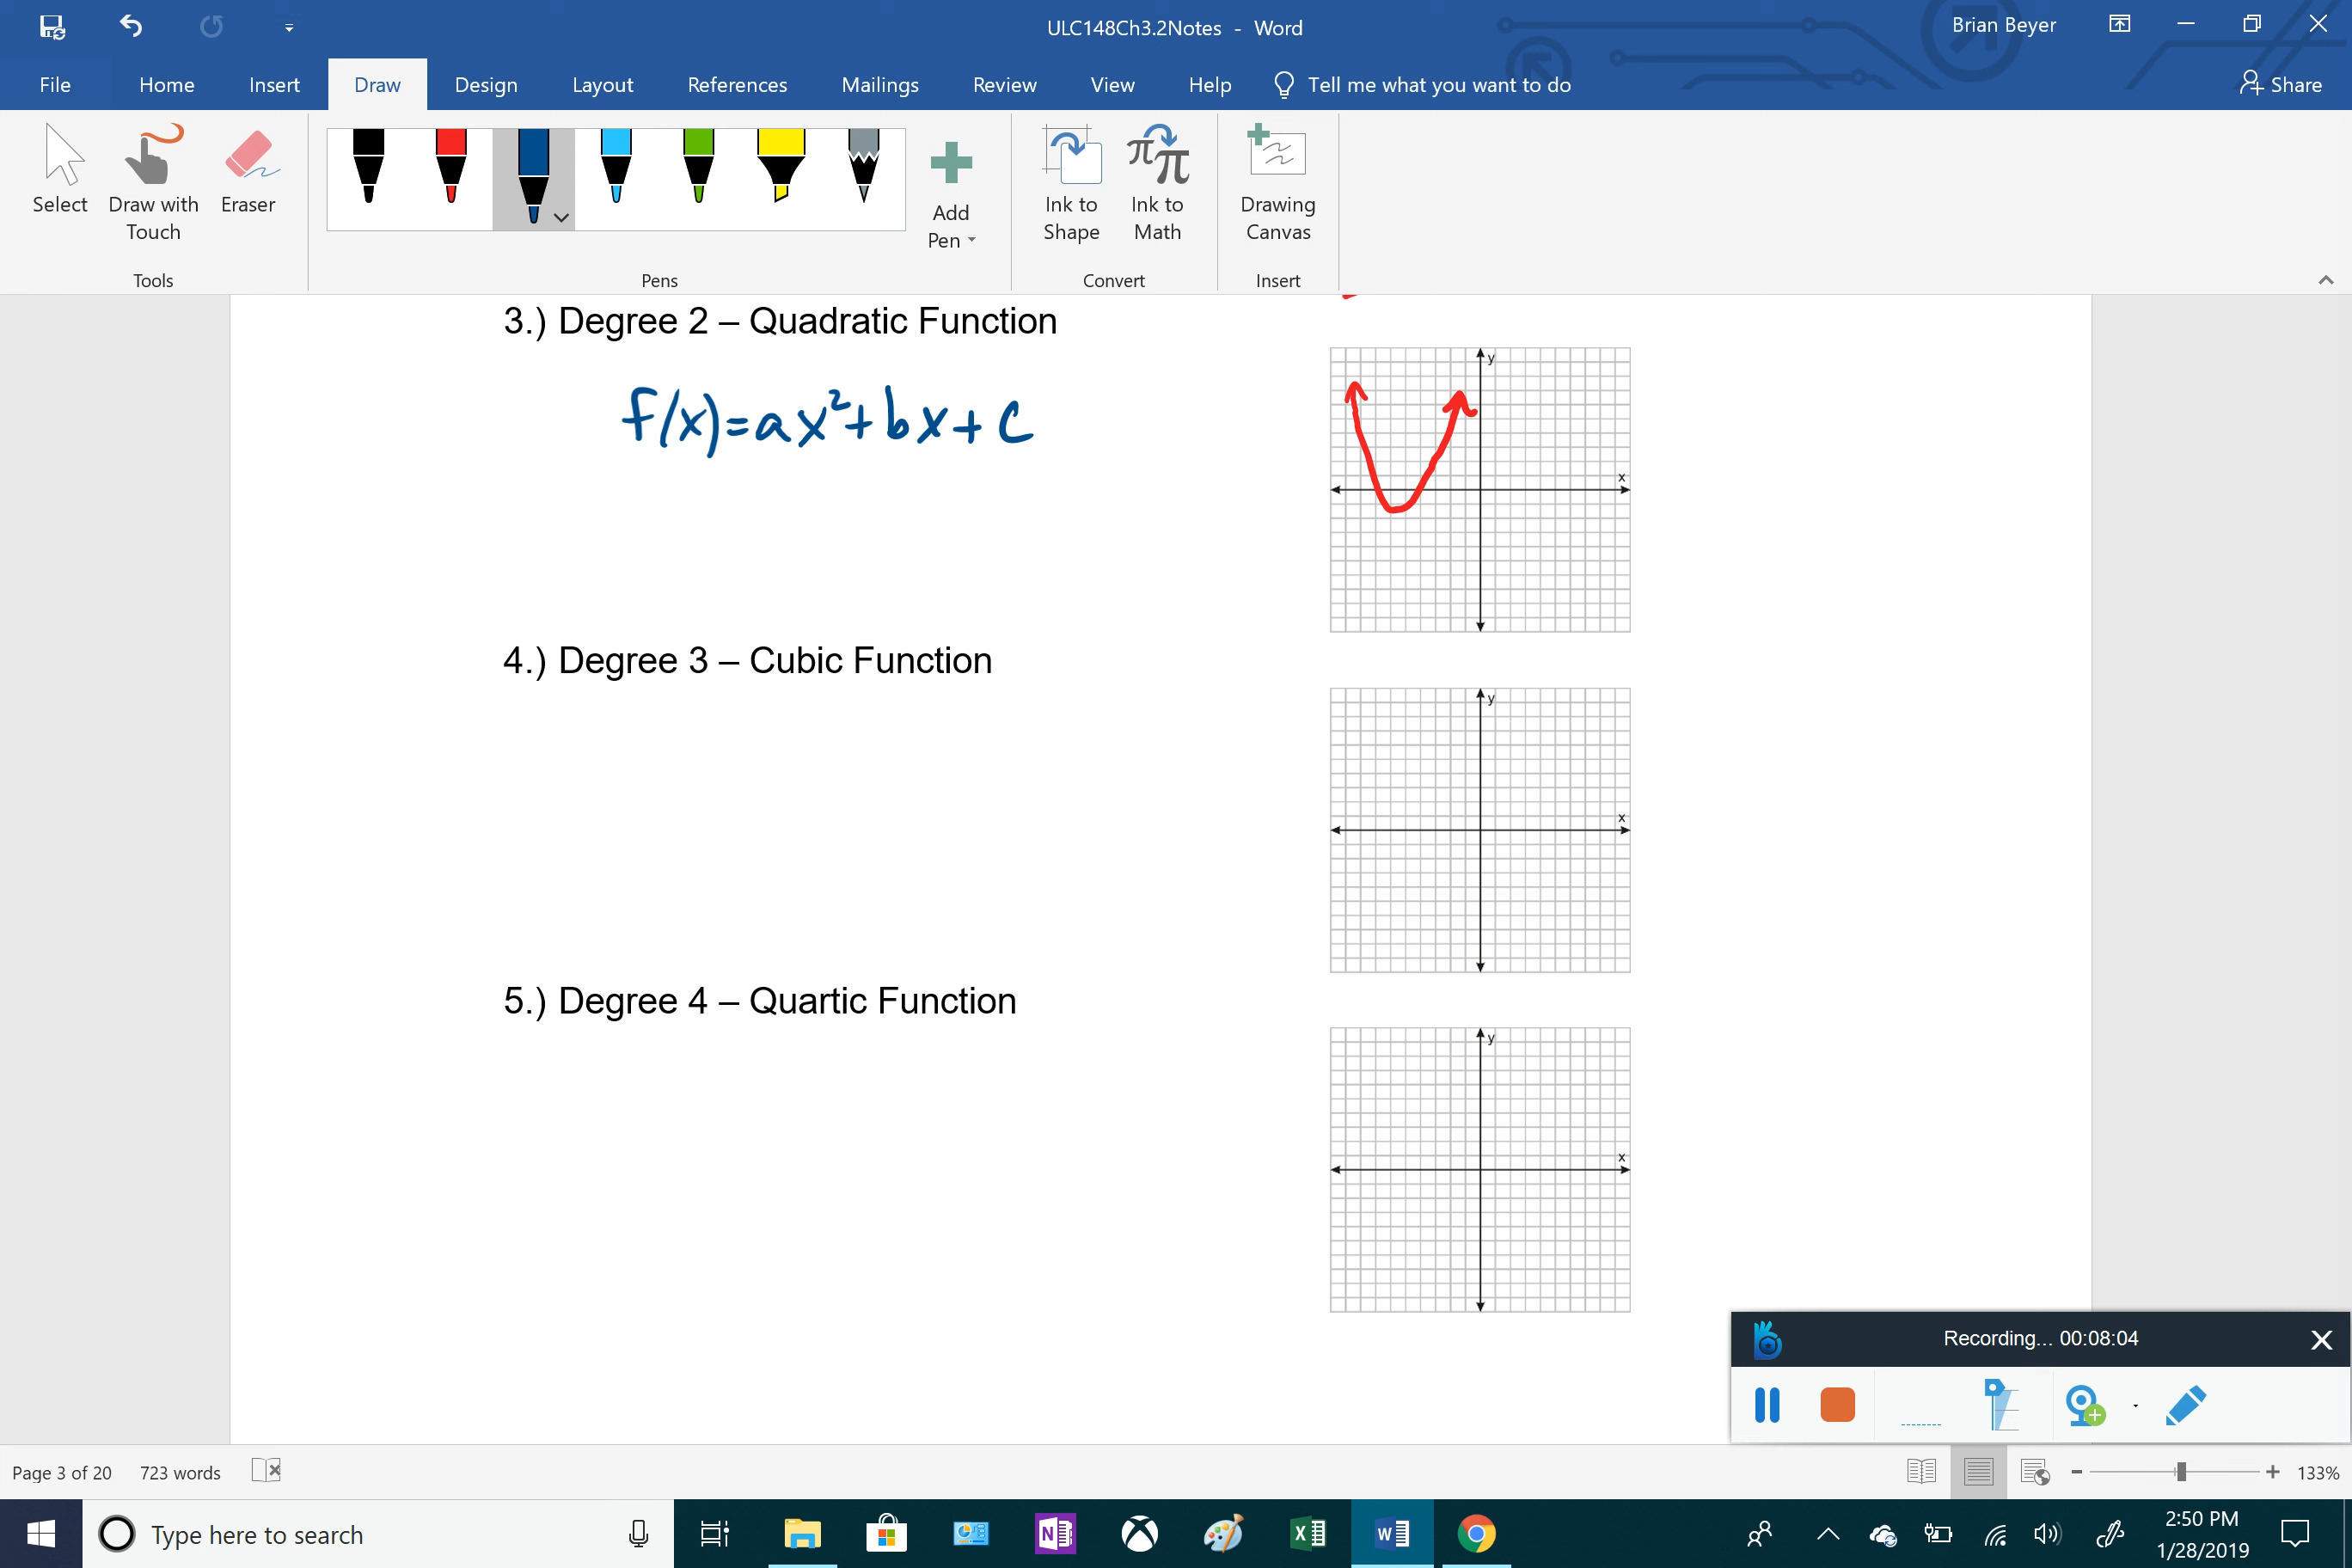 ULC148Ch3.2Notes - Word
Brian Beyer
File Home Insert Draw Design Layout References Mailings Review View Help Tell me what you want to do Share
Select
Draw with Touch
Eraser
Add Pen
Ink to Shape
Ink to Math
Drawing Canvas
Tools Pens Convert Insert
3.) Degree 2 – Quadratic Function
y
f(x)=ax²+bx+c
x
4.) Degree 3 – Cubic Function
y
x
5.) Degree 4 – Quartic Function
y
x
Recording... 00:08:04
Page 3 of 20 723 words 133%
Type here to search
2:50 PM
1/28/2019